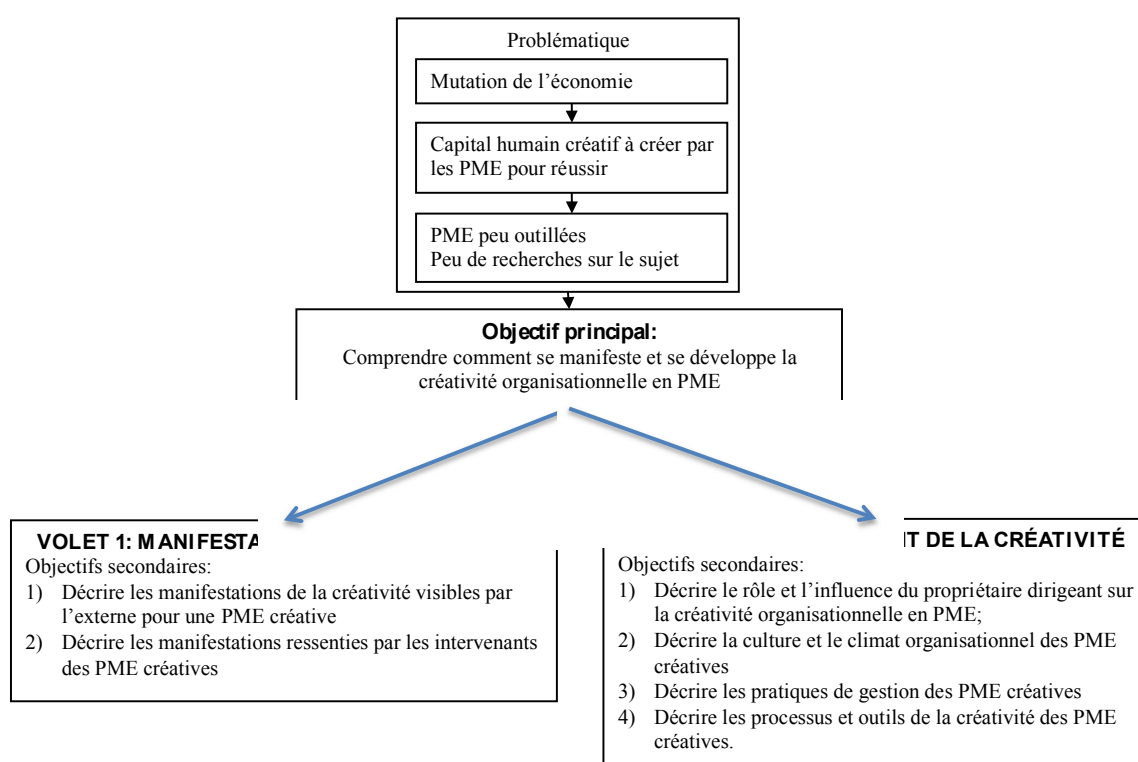 Problématique
Mutation de l'économie
Capital humain créatif à créer par
les PME pour réussir
PME peu outillées
Peu de recherches sur le sujet
Objectif principal:
Comprendre comment se manifeste et se développe la
créativité organisationnelle en PME
VOLET 1: MANIFESTA
Objectifs secondaires:
1) Décrire les manifestations de la créativité visibles par
l'externe pour une PME créative
2) Décrire les manifestations ressenties par les intervenants
des PME créatives
T DE LA CRÉATIVITÉ
Objectifs secondaires:
1) Décrire le rôle et l'influence du propriétaire dirigeant sur
la créativité organisationnelle en PME;
2) Décrire la culture et le climat organisationnel des PME
créatives
3) Décrire les pratiques de gestion des PME créatives
4) Décrire les processus et outils de la créativité des PME
créatives.